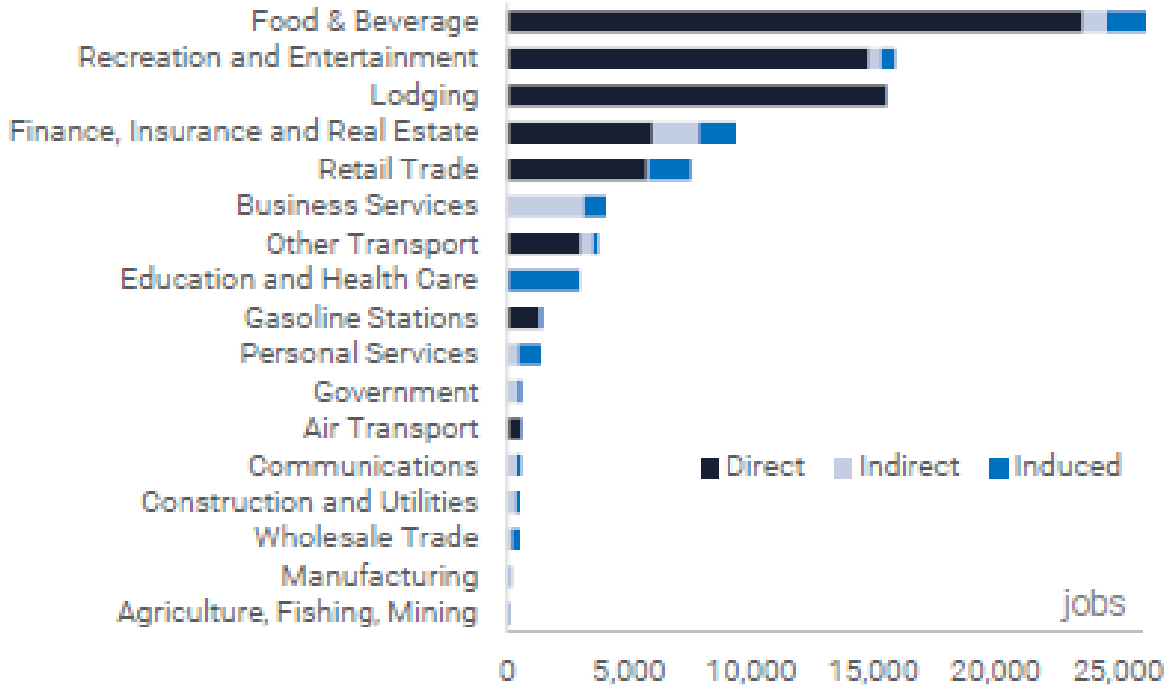 Food & Beverage
Recreation and Entertainment
Lodging
Finance, Insurance and Real Estate
Retail Trade
Business Services
Other Transport
Education and Health Care
Gasoline Stations
Personal Services
Government
Air Transport
Communications
Direct Indirect Induced
Construction and Utilities
Wholesale Trade
Manufacturing
Agriculture, Fishing, Mining
jobs
0 5,000 10,000 15,000 20,000 25,000